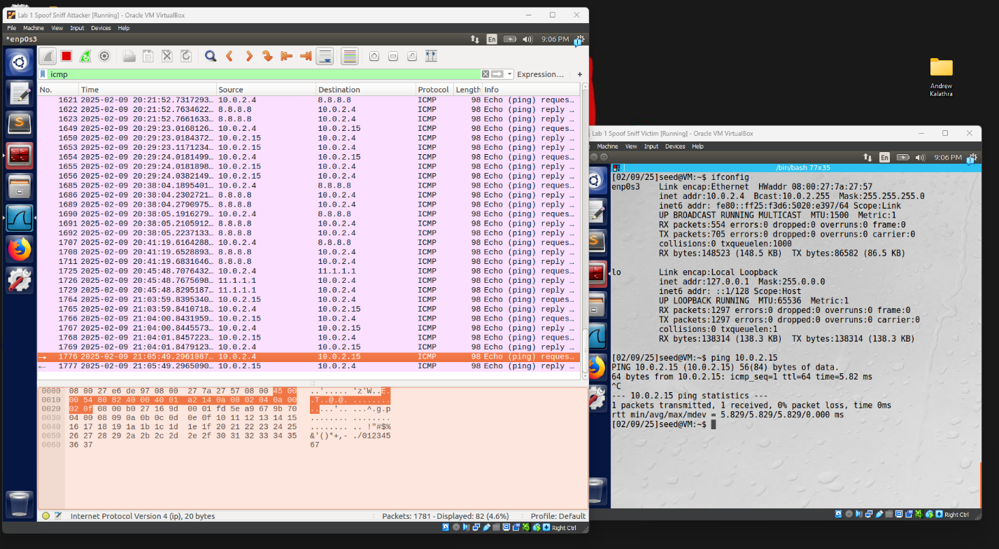 Lab 1 Spoof Sniff Attacker [Running] - Oracle VM VirtualBox
File Machine View Input Devices Help
*enp0s3 En 9:06 PM
icmp Expression… +
No. Time Source Destination Protocol Length Info
1621 2025-02-09 20:21:52.7317293… 10.0.2.4 8.8.8.8 ICMP 98 Echo (ping) reques…
1622 2025-02-09 20:21:52.7634622… 8.8.8.8 10.0.2.4 ICMP 98 Echo (ping) reply …
1623 2025-02-09 20:21:52.7661633… 8.8.8.8 10.0.2.4 ICMP 98 Echo (ping) reply …
1649 2025-02-09 20:29:23.0168126… 10.0.2.4 10.0.2.15 ICMP 98 Echo (ping) reques…
1650 2025-02-09 20:29:23.0184372… 10.0.2.15 10.0.2.4 ICMP 98 Echo (ping) reply …
1653 2025-02-09 20:29:23.1171234… 10.0.2.15 10.0.2.4 ICMP 98 Echo (ping) reply …
1654 2025-02-09 20:29:24.0181499… 10.0.2.4 10.0.2.15 ICMP 98 Echo (ping) reques…
1655 2025-02-09 20:29:24.0181898… 10.0.2.15 10.0.2.4 ICMP 98 Echo (ping) reply …
1656 2025-02-09 20:29:24.0382149… 10.0.2.15 10.0.2.4 ICMP 98 Echo (ping) reply …
1685 2025-02-09 20:38:04.1895401… 10.0.2.4 8.8.8.8 ICMP 98 Echo (ping) reques…
1688 2025-02-09 20:38:04.2302721… 8.8.8.8 10.0.2.4 ICMP 98 Echo (ping) reply …
1689 2025-02-09 20:38:04.2790975… 8.8.8.8 10.0.2.4 ICMP 98 Echo (ping) reply …
1690 2025-02-09 20:38:05.1916279… 10.0.2.4 8.8.8.8 ICMP 98 Echo (ping) reques…
1691 2025-02-09 20:38:05.2105912… 8.8.8.8 10.0.2.4 ICMP 98 Echo (ping) reply …
1692 2025-02-09 20:38:05.2237133… 8.8.8.8 10.0.2.4 ICMP 98 Echo (ping) reply …
1707 2025-02-09 20:41:19.6164288… 10.0.2.4 8.8.8.8 ICMP 98 Echo (ping) reques…
1708 2025-02-09 20:41:19.6528893… 8.8.8.8 10.0.2.4 ICMP 98 Echo (ping) reply …
1711 2025-02-09 20:41:19.6831646… 8.8.8.8 10.0.2.4 ICMP 98 Echo (ping) reply …
1725 2025-02-09 20:45:48.7076432… 10.0.2.4 11.1.1.1 ICMP 98 Echo (ping) reques…
1726 2025-02-09 20:45:48.7675698… 11.1.1.1 10.0.2.4 ICMP 98 Echo (ping) reply …
1729 2025-02-09 20:45:48.8295187… 11.1.1.1 10.0.2.4 ICMP 98 Echo (ping) reply …
1764 2025-02-09 21:03:59.8395340… 10.0.2.15 10.0.2.4 ICMP 98 Echo (ping) reques…
1765 2025-02-09 21:03:59.8410718… 10.0.2.4 10.0.2.15 ICMP 98 Echo (ping) reply …
1766 2025-02-09 21:04:00.8431959… 10.0.2.15 10.0.2.4 ICMP 98 Echo (ping) reques…
1767 2025-02-09 21:04:00.8445573… 10.0.2.4 10.0.2.15 ICMP 98 Echo (ping) reply …
1768 2025-02-09 21:04:01.8457223… 10.0.2.15 10.0.2.4 ICMP 98 Echo (ping) reques…
1769 2025-02-09 21:04:01.8479123… 10.0.2.4 10.0.2.15 ICMP 98 Echo (ping) reply …
1776 2025-02-09 21:05:49.2961087… 10.0.2.4 10.0.2.15 ICMP 98 Echo (ping) reques…
1777 2025-02-09 21:05:49.2965090… 10.0.2.15 10.0.2.4 ICMP 98 Echo (ping) reply …
0000 08 00 27 e6 de 97 08 00 27 7a 27 57 08 00 45 00 ..'..... 'z'W..E.
0010 00 54 80 82 40 00 40 01 a2 14 0a 00 02 04 0a 00 .T..@.@. ........
0020 02 0f 08 00 b0 27 16 9d 00 01 fd 5e a9 67 9b 70 .....'.. ...^.g.p
0030 04 00 08 09 0a 0b 0c 0d 0e 0f 10 11 12 13 14 15 ........ ........
0040 16 17 18 19 1a 1b 1c 1d 1e 1f 20 21 22 23 24 25 ........ .. !"#$%
0050 26 27 28 29 2a 2b 2c 2d 2e 2f 30 31 32 33 34 35 &'()*+,- ./012345
0060 36 37 67
Internet Protocol Version 4 (ip), 20 bytes Packets: 1781 · Displayed: 82 (4.6%) Profile: Default
Right Ctrl
Andrew
Kalathra
Lab 1 Spoof Sniff Victim [Running] - Oracle VM VirtualBox
Machine View Input Devices Help
En 9:06 PM
/bin/bash 77x35
[02/09/25]seed@VM:~$ ifconfig
enp0s3 Link encap:Ethernet HWaddr 08:00:27:7a:27:57
inet addr:10.0.2.4 Bcast:10.0.2.255 Mask:255.255.255.0
inet6 addr: fe80::ff25:f3d6:5020:e397/64 Scope:Link
UP BROADCAST RUNNING MULTICAST MTU:1500 Metric:1
RX packets:554 errors:0 dropped:0 overruns:0 frame:0
TX packets:705 errors:0 dropped:0 overruns:0 carrier:0
collisions:0 txqueuelen:1000
RX bytes:148523 (148.5 KB) TX bytes:86582 (86.5 KB)
lo Link encap:Local Loopback
inet addr:127.0.0.1 Mask:255.0.0.0
inet6 addr: ::1/128 Scope:Host
UP LOOPBACK RUNNING MTU:65536 Metric:1
RX packets:1297 errors:0 dropped:0 overruns:0 frame:0
TX packets:1297 errors:0 dropped:0 overruns:0 carrier:0
collisions:0 txqueuelen:1
RX bytes:138314 (138.3 KB) TX bytes:138314 (138.3 KB)
[02/09/25]seed@VM:~$ ping 10.0.2.15
PING 10.0.2.15 (10.0.2.15) 56(84) bytes of data.
64 bytes from 10.0.2.15: icmp_seq=1 ttl=64 time=5.82 ms
^C
--- 10.0.2.15 ping statistics ---
1 packets transmitted, 1 received, 0% packet loss, time 0ms
rtt min/avg/max/mdev = 5.829/5.829/5.829/0.000 ms
[02/09/25]seed@VM:~$
Right Ctrl